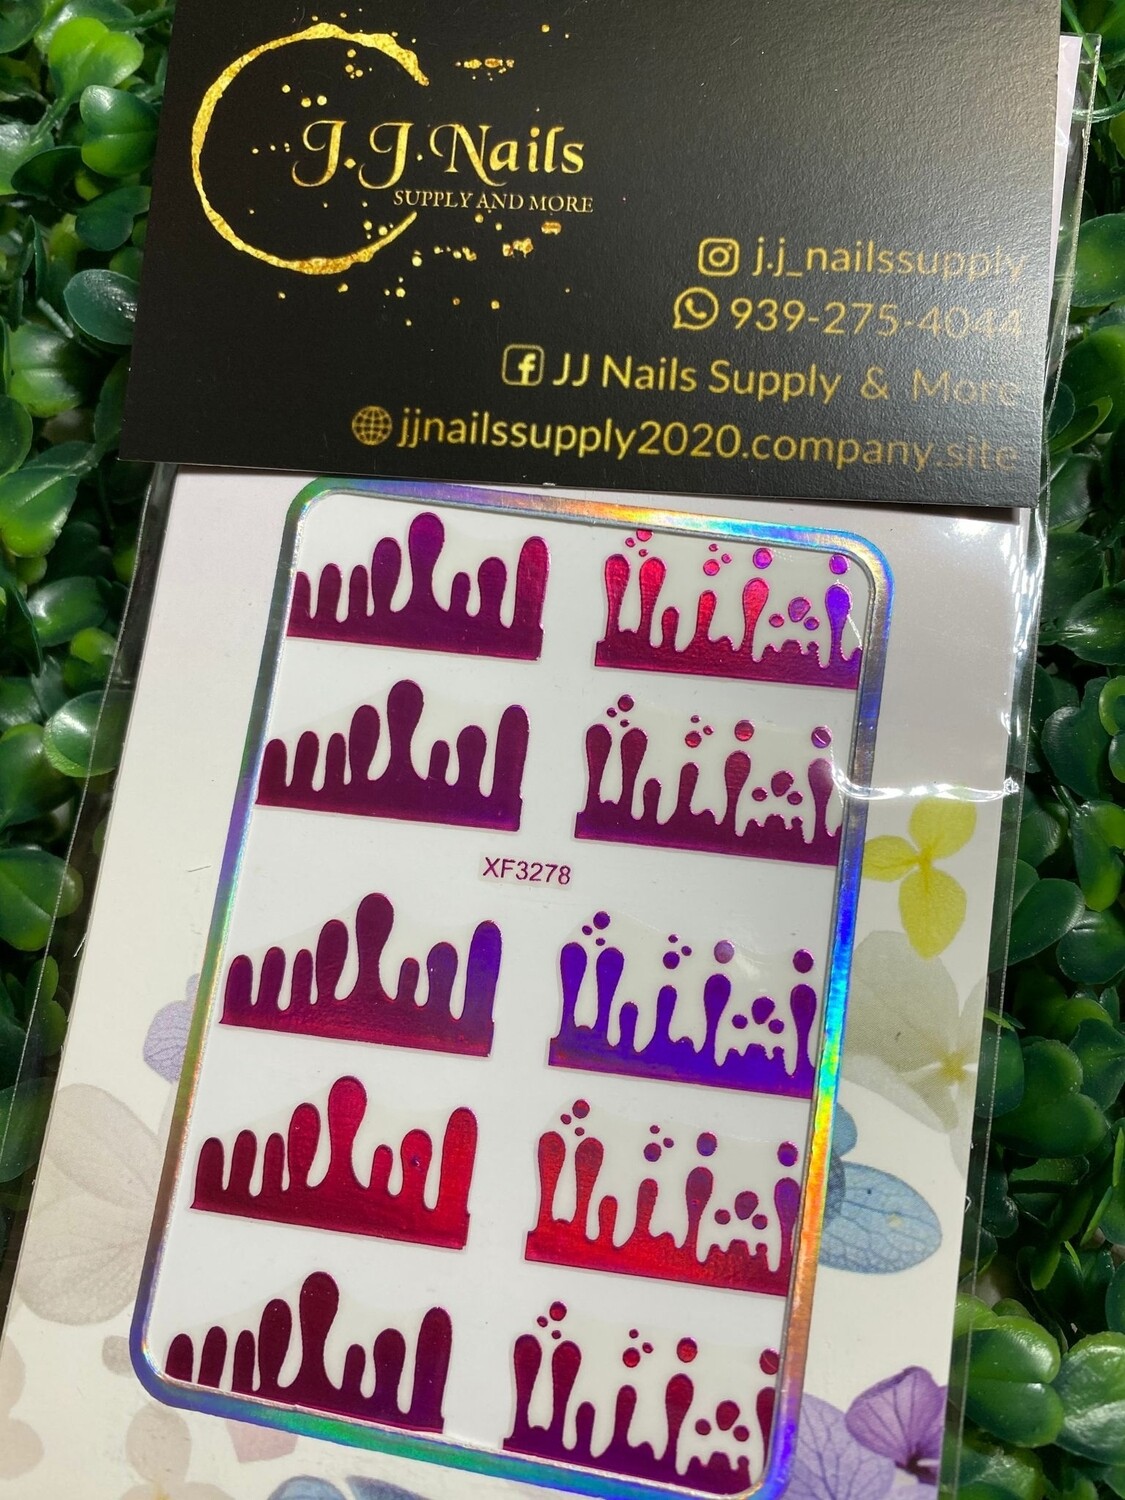 J.J. Nails
SUPPLY AND MORE
j.j_nailssupply
939-275-4044
JJ Nails Supply & More
jjnailssupply2020.company.site
XF3278